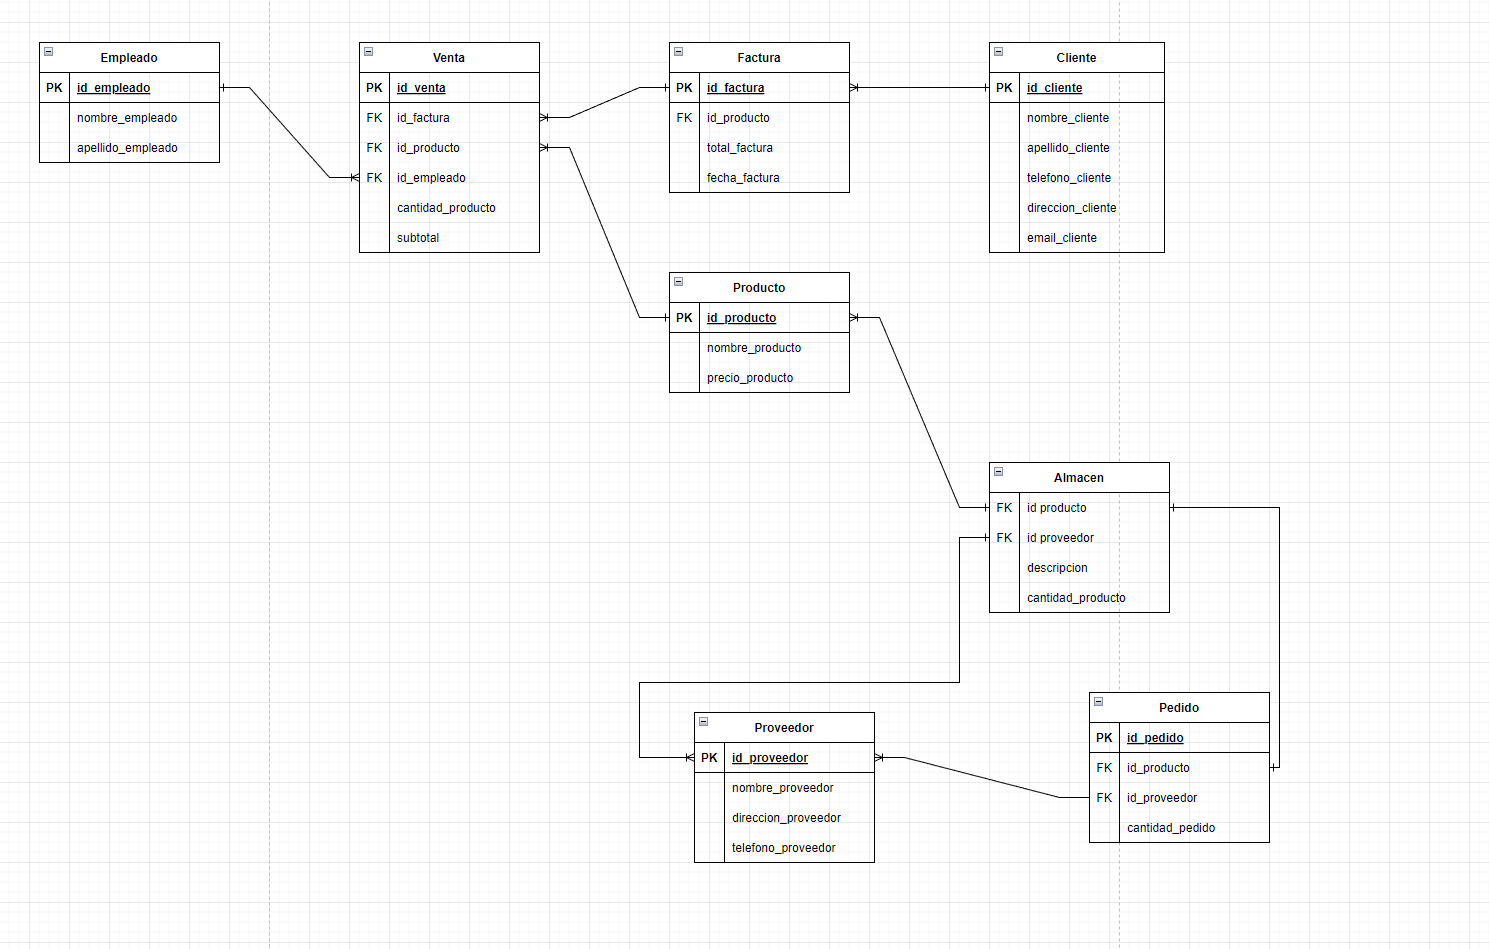 Empleado
PK id_empleado
nombre_empleado
apellido_empleado
Venta
PK id_venta
FK id_factura
FK id_producto
FK id_empleado
cantidad_producto
subtotal
Factura
PK id_factura
FK id_producto
total_factura
fecha_factura
Cliente
PK id_cliente
nombre_cliente
apellido_cliente
telefono_cliente
direccion_cliente
email_cliente
Producto
PK id_producto
nombre_producto
precio_producto
Almacen
FK id producto
FK id proveedor
descripcion
cantidad_producto
Proveedor
PK id_proveedor
nombre_proveedor
direccion_proveedor
telefono_proveedor
Pedido
PK id_pedido
FK id_producto
FK id_proveedor
cantidad_pedido